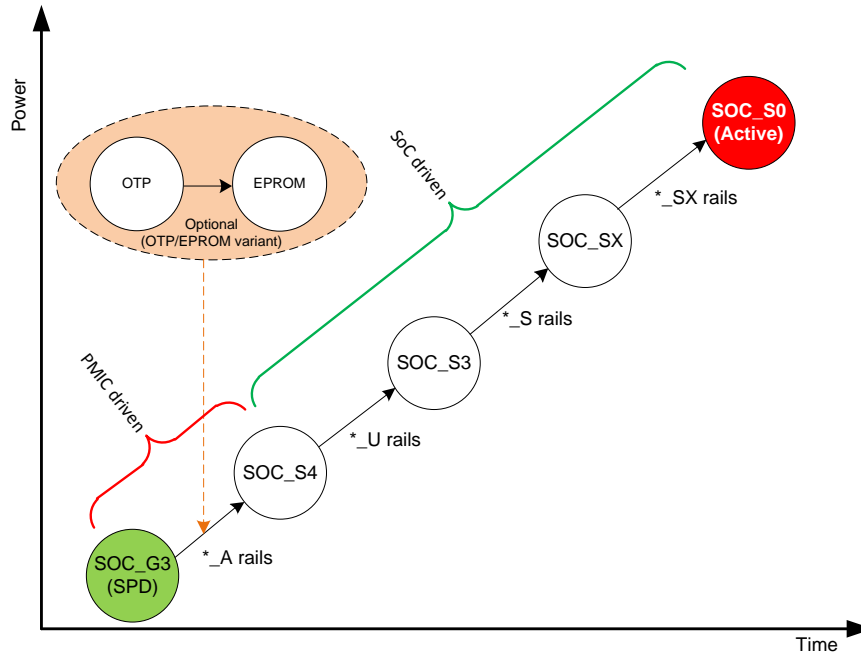 Power
SOC_S0
(Active)
SoC driven
OTP
EPROM
Optional
(OTP/EPROM variant)
*_SX rails
SOC_SX
*_S rails
SOC_S3
PMIC driven
*_U rails
SOC_S4
*_A rails
SOC_G3
(SPD)
Time